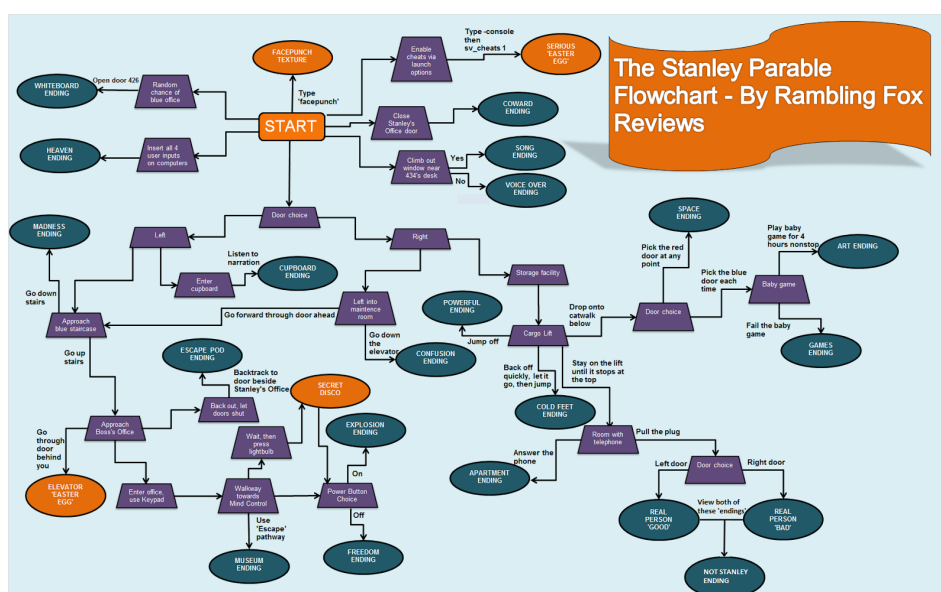 The Stanley Parable
Flowchart - By Rambling Fox
Reviews
FACEPUNCH
TEXTURE
Type
'facepunch'
Enable
cheats via
launch
options
Type -console
then
sv_cheats 1
SERIOUS
'EASTER
EGG'
WHITEBOARD
ENDING
Open door 426
Random
chance of
blue office
START
Close
Stanley's
Office door
COWARD
ENDING
HEAVEN
ENDING
Insert all 4
user inputs
on computers
Climb out
window near
434's desk
Yes
SONG
ENDING
No
VOICE OVER
ENDING
Door choice
MADNESS
ENDING
Left
Right
Listen to
narration
Enter
cupboard
CUPBOARD
ENDING
Storage facility
SPACE
ENDING
Pick the red
door at any
point
Play baby
game for 4
hours nonstop
ART ENDING
Pick the blue
door each
time
Baby game
Go down
stairs
Go forward through door ahead
Left into
maintence
room
POWERFUL
ENDING
Drop onto
catwalk
below
Door choice
Approach
blue staircase
Jump off
Cargo Lift
Fail the baby
game
GAMES
ENDING
Go up
stairs
Go down
the
elevator
CONFUSION
ENDING
ESCAPE POD
ENDING
Backtrack to
door beside
Stanley's Office
Back off
quickly, let it
go, then jump
Stay on the lift
until it stops at
the top
SECRET
DISCO
COLD FEET
ENDING
Back out, let
doors shut
Approach
Boss's Office
EXPLOSION
ENDING
Wait, then
press
lightbulb
Room with
telephone
Pull the plug
Go
through
door
behind
you
Answer the
phone
Left door
Door choice
Right door
APARTMENT
ENDING
On
ELEVATOR
'EASTER
EGG'
Enter office,
use Keypad
Walkway
towards
Mind Control
Power Button
Choice
View both of
these 'endings'
REAL
PERSON
'GOOD'
REAL
PERSON
'BAD'
Use
'Escape'
pathway
Off
MUSEUM
ENDING
FREEDOM
ENDING
NOT STANLEY
ENDING